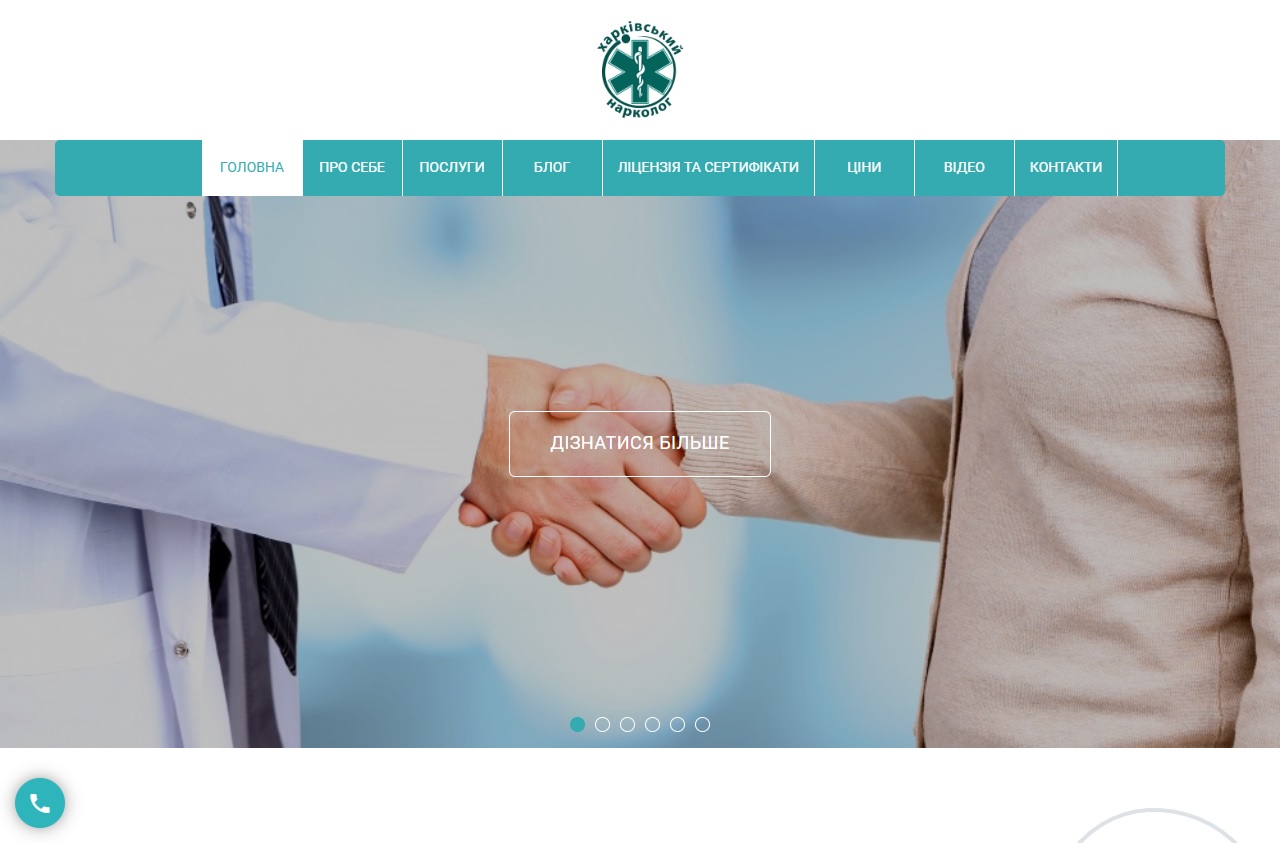 харківський
нарколог
ГОЛОВНА
ПРО СЕБЕ
ПОСЛУГИ
БЛОГ
ЛІЦЕНЗІЯ ТА СЕРТИФІКАТИ
ЦІНИ
ВІДЕО
КОНТАКТИ
ДІЗНАТИСЯ БІЛЬШЕ